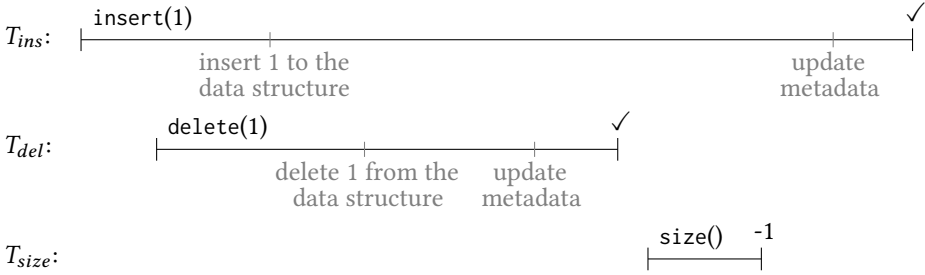 insert(1) ✓
T_ins:
insert 1 to the update
data structure metadata
delete(1) ✓
T_del:
delete 1 from the update
data structure metadata
size() -1
T_size: